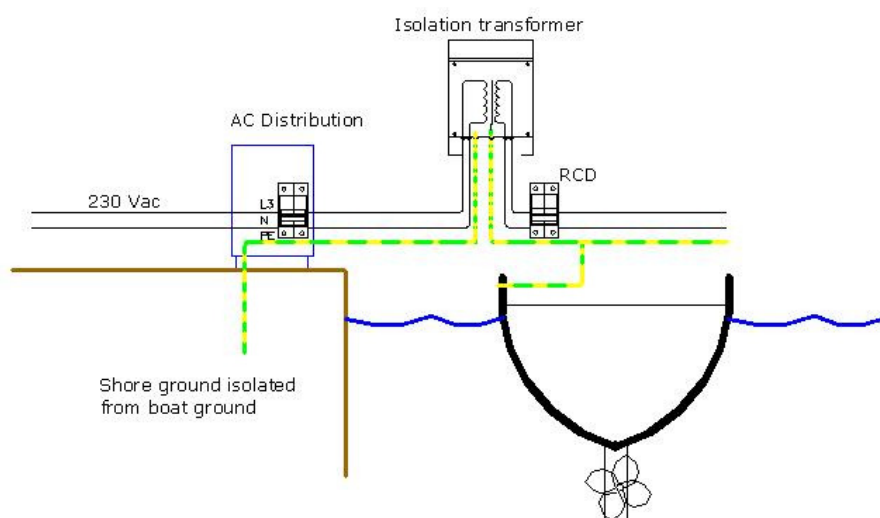 Isolation transformer
AC Distribution
RCD
230 Vac
L3
N
PE
Shore ground isolated
from boat ground